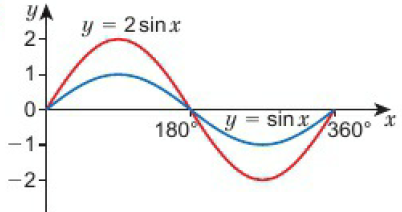 y
y = 2 sin x
2
1
0
180°
y = sin x
360°
x
−1
−2